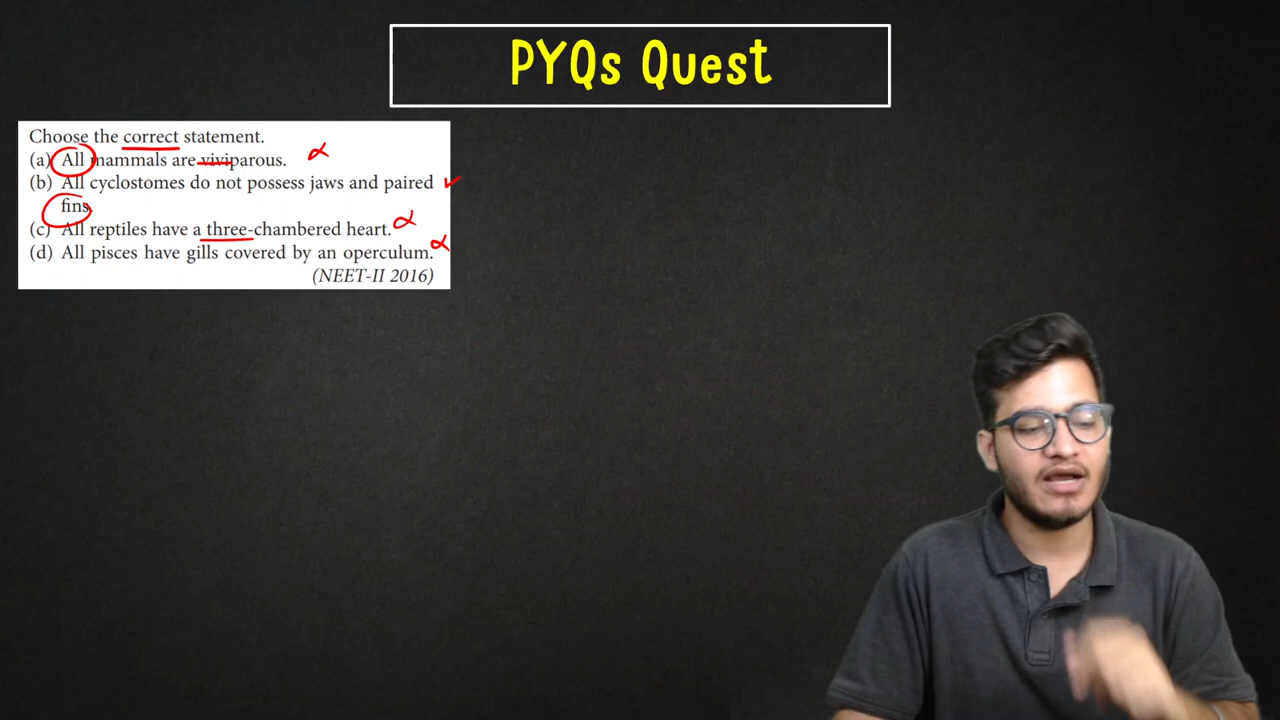 PYQs Quest
Choose the correct statement.
(a) All mammals are viviparous.
(b) All cyclostomes do not possess jaws and paired
fins.
(c) All reptiles have a three-chambered heart.
(d) All pisces have gills covered by an operculum.
(NEET-II 2016)